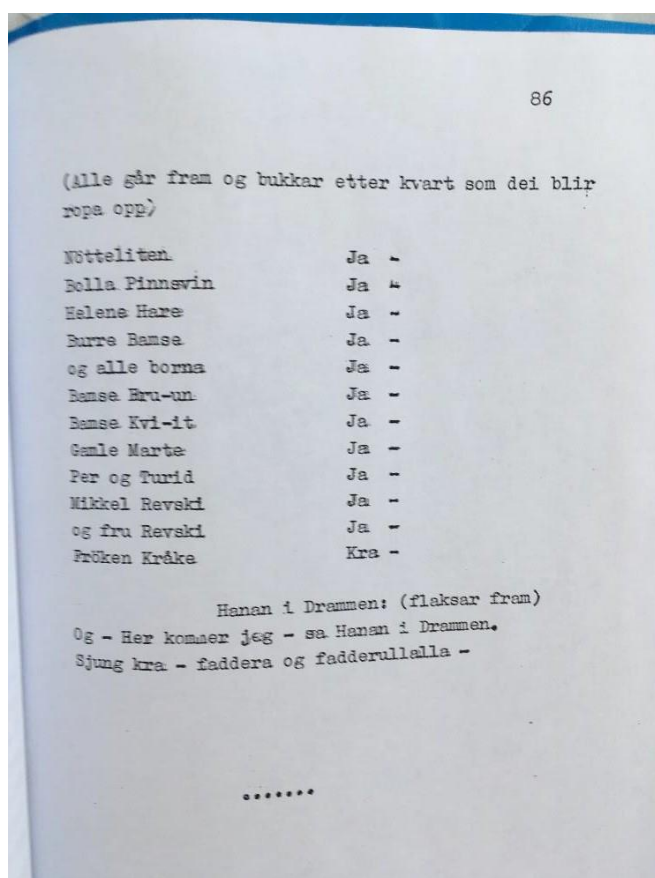 86
(Alle går fram og bukkar etter kvart som dei blir
ropa opp)
Nötteliten Ja -
Bolla Pinnsvin Ja -
Helene Hare Ja -
Burre Bamse Ja -
og alle borna Ja -
Bamse Bru-un Ja -
Bamse Kvi-it Ja -
Gamle Marte Ja -
Per og Turid Ja -
Mikkel Revski Ja -
og fru Revski Ja -
Fröken Kråke Kra -
Hanan i Drammen: (flaksar fram)
Og - Her kommer jeg - sa Hanan i Drammen.
Sjung kra - faddera og fadderullalla -
.......